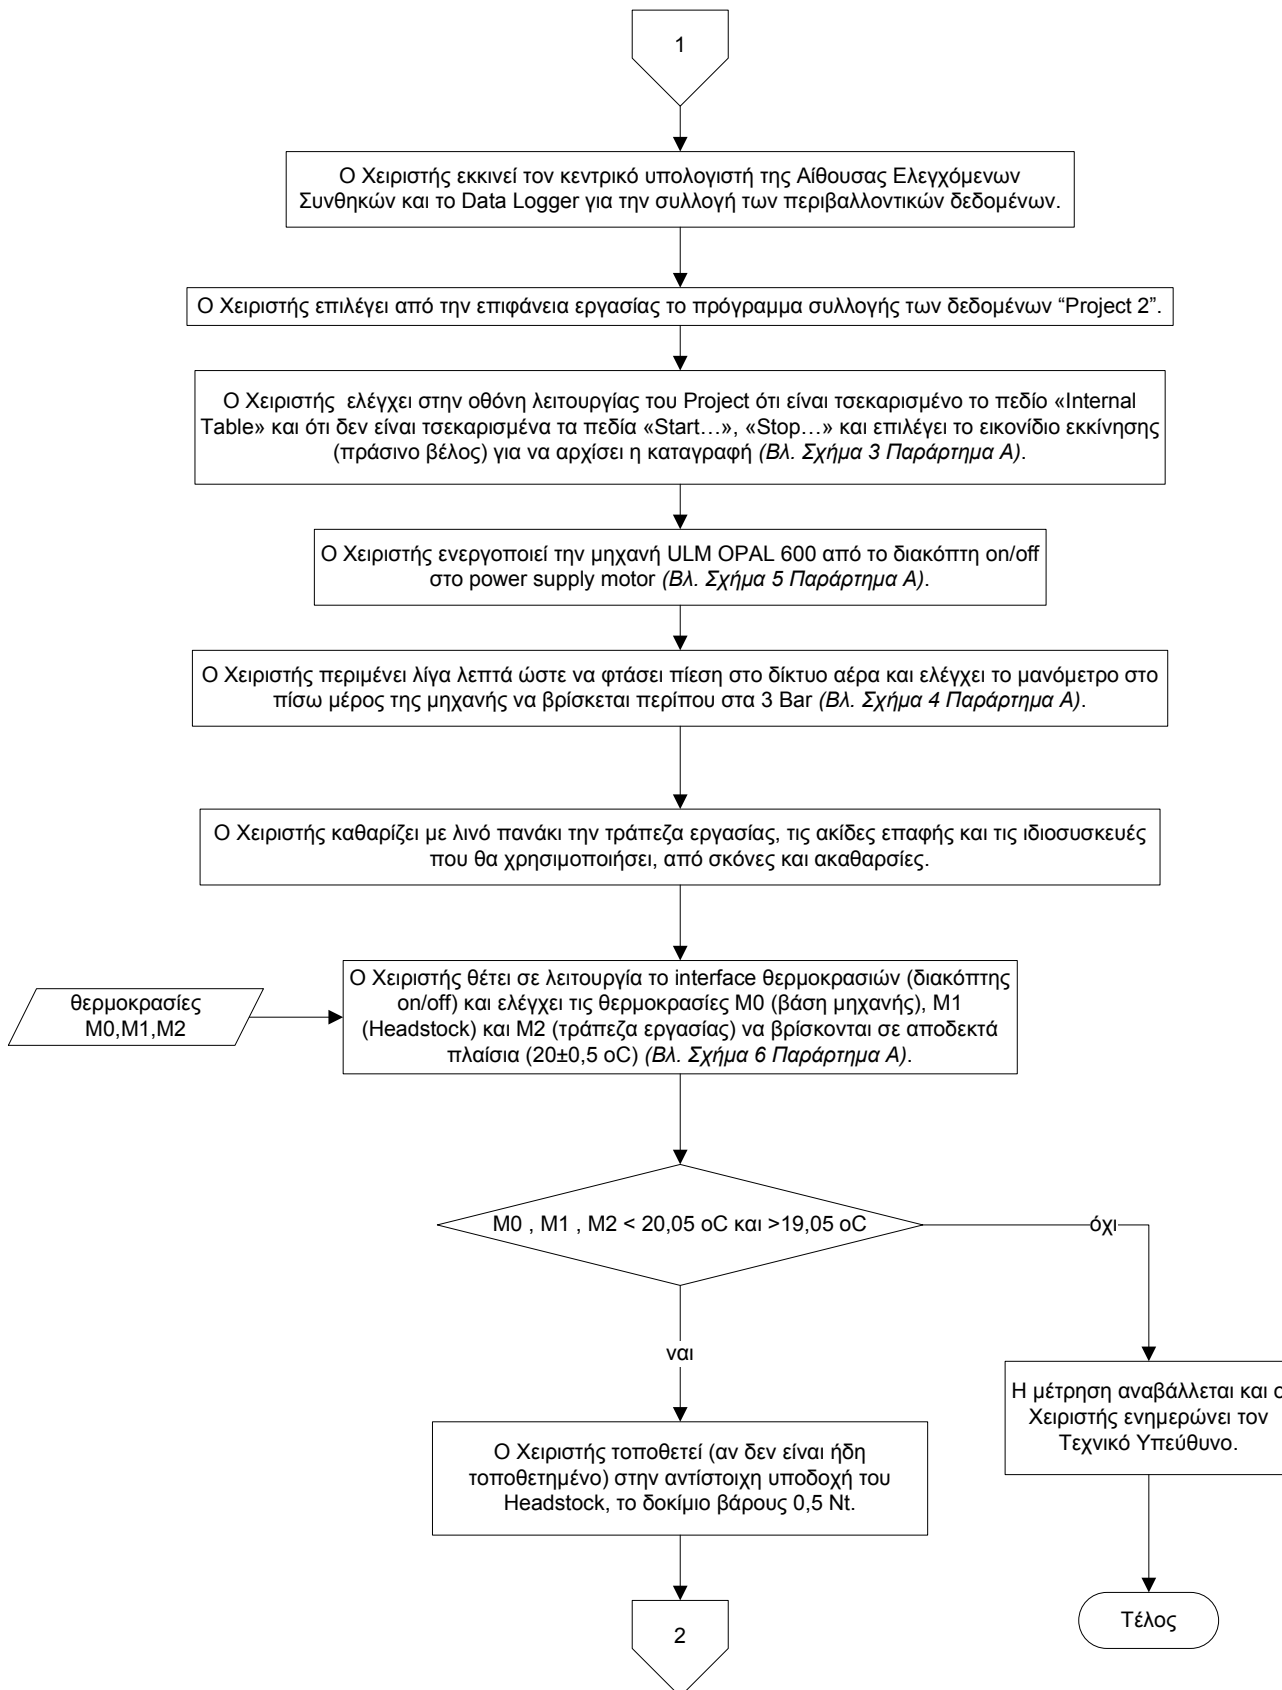 1
Ο Χειριστής εκκινεί τον κεντρικό υπολογιστή της Αίθουσας Ελεγχόμενων
Συνθηκών και το Data Logger για την συλλογή των περιβαλλοντικών δεδομένων.
Ο Χειριστής επιλέγει από την επιφάνεια εργασίας το πρόγραμμα συλλογής των δεδομένων “Project 2”.
Ο Χειριστής ελέγχει στην οθόνη λειτουργίας του Project ότι είναι τσεκαρισμένο το πεδίο «Internal
Table» και ότι δεν είναι τσεκαρισμένα τα πεδία «Start…», «Stop…» και επιλέγει το εικονίδιο εκκίνησης
(πράσινο βέλος) για να αρχίσει η καταγραφή (Βλ. Σχήμα 3 Παράρτημα Α).
Ο Χειριστής ενεργοποιεί την μηχανή ULM OPAL 600 από το διακόπτη on/off
στο power supply motor (Βλ. Σχήμα 5 Παράρτημα Α).
Ο Χειριστής περιμένει λίγα λεπτά ώστε να φτάσει πίεση στο δίκτυο αέρα και ελέγχει το μανόμετρο στο
πίσω μέρος της μηχανής να βρίσκεται περίπου στα 3 Bar (Βλ. Σχήμα 4 Παράρτημα Α).
Ο Χειριστής καθαρίζει με λινό πανάκι την τράπεζα εργασίας, τις ακίδες επαφής και τις ιδιοσυσκευές
που θα χρησιμοποιήσει, από σκόνες και ακαθαρσίες.
θερμοκρασίες
Μ0,Μ1,Μ2
Ο Χειριστής θέτει σε λειτουργία το interface θερμοκρασιών (διακόπτης
on/off) και ελέγχει τις θερμοκρασίες Μ0 (βάση μηχανής), Μ1
(Headstock) και Μ2 (τράπεζα εργασίας) να βρίσκονται σε αποδεκτά
πλαίσια (20±0,5 oC) (Βλ. Σχήμα 6 Παράρτημα Α).
Μ0 , Μ1 , Μ2 < 20,05 oC και >19,05 oC
όχι
ναι
Η μέτρηση αναβάλλεται και ο
Χειριστής ενημερώνει τον
Τεχνικό Υπεύθυνο.
Ο Χειριστής τοποθετεί (αν δεν είναι ήδη
τοποθετημένο) στην αντίστοιχη υποδοχή του
Headstock, το δοκίμιο βάρους 0,5 Nt.
Τέλος
2